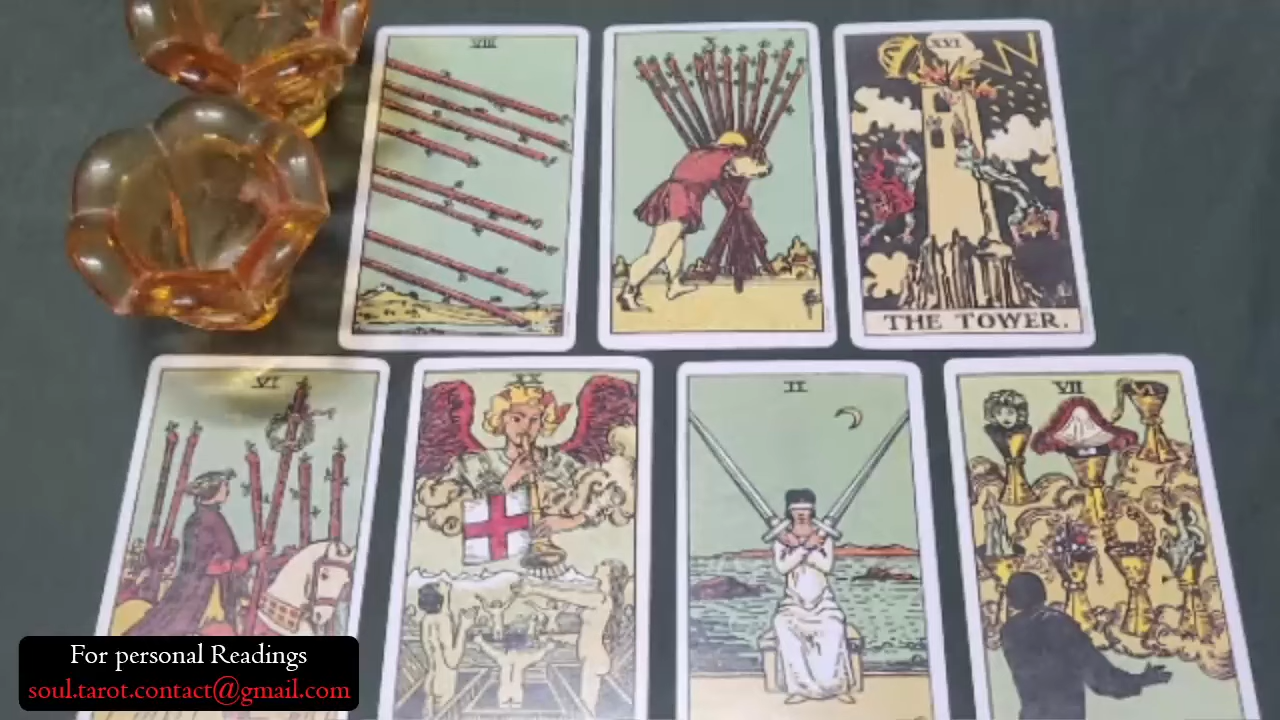 VIII
X
XVI
THE TOWER.
VI
XX
II
VII
For personal Readings
soul.tarot.contact@gmail.com